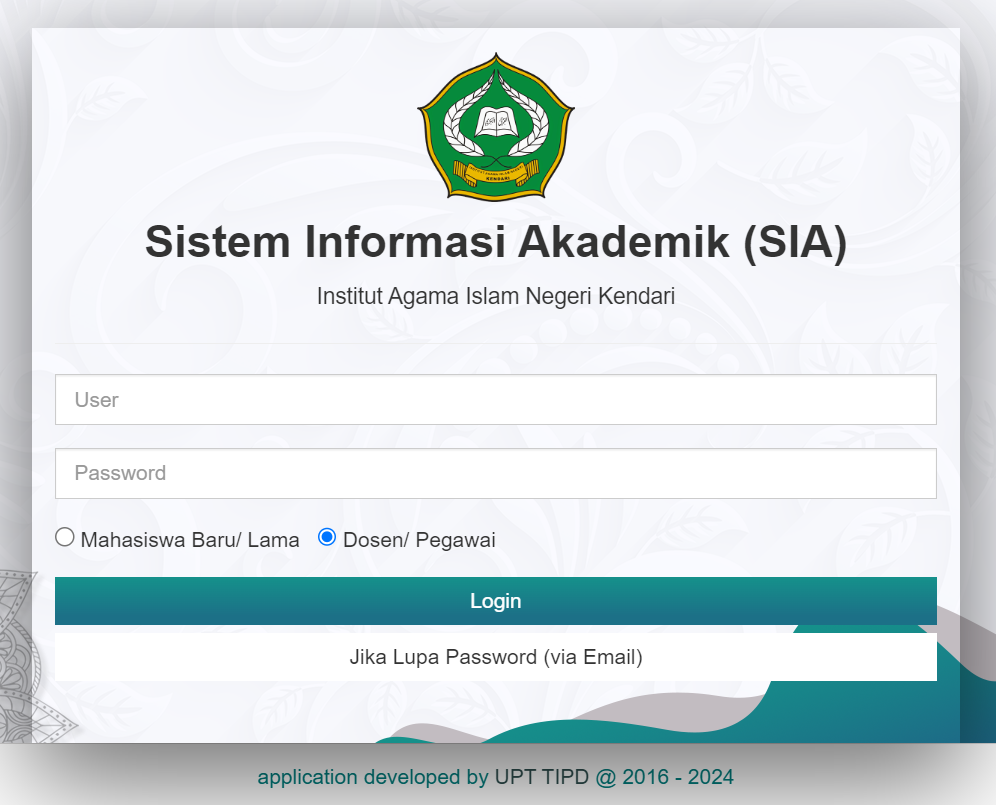 KENDARI
Sistem Informasi Akademik (SIA)
Institut Agama Islam Negeri Kendari
User
Password
Mahasiswa Baru/ Lama Dosen/ Pegawai
Login
Jika Lupa Password (via Email)
application developed by UPT TIPD @ 2016 - 2024